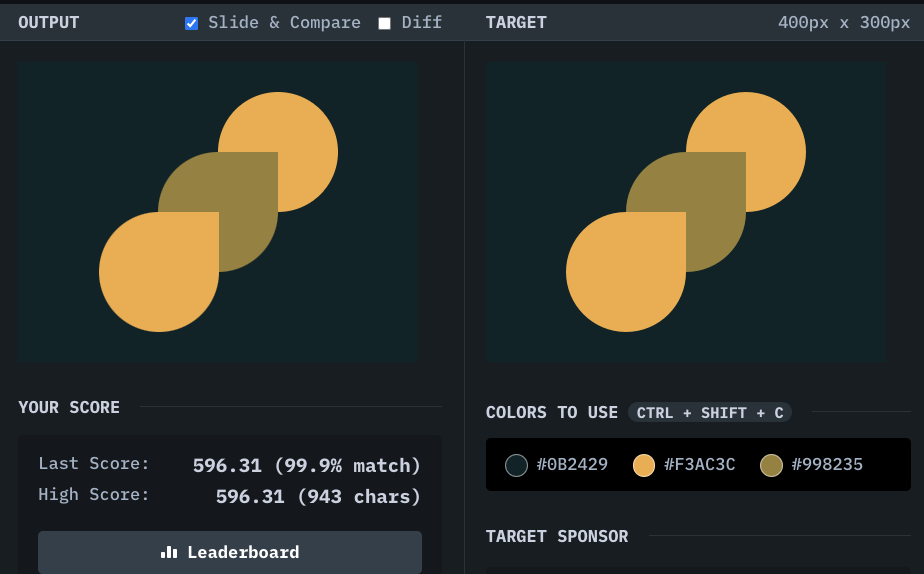 OUTPUT
Slide & Compare
Diff
TARGET
400px x 300px
YOUR SCORE
Last Score: 596.31 (99.9% match)
High Score: 596.31 (943 chars)
Leaderboard
COLORS TO USE CTRL + SHIFT + C
#0B2429 #F3AC3C #998235
TARGET SPONSOR